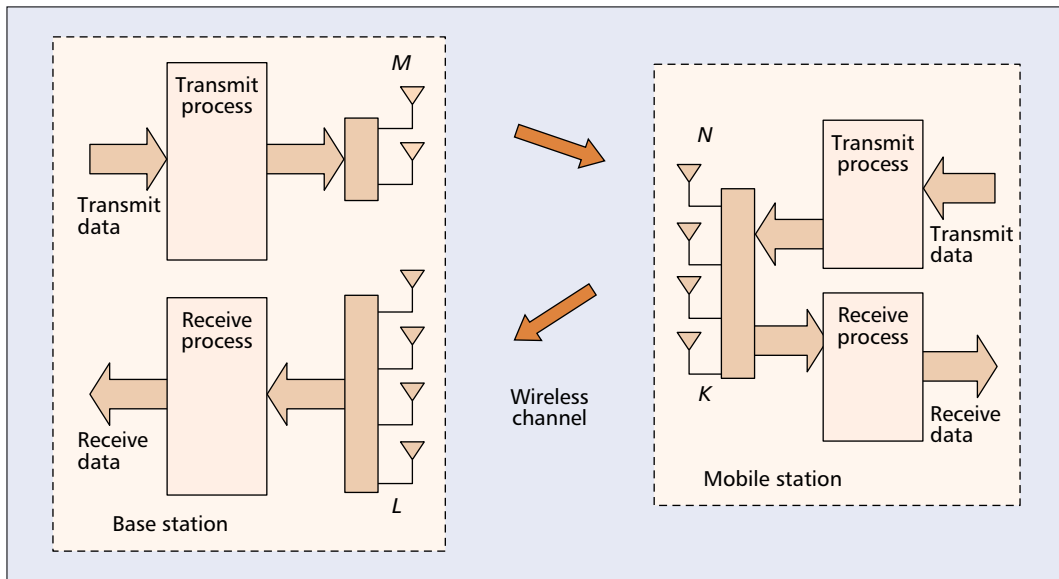 M
Transmit
process
Transmit
data
Receive
process
Receive
data
L
Base station
Wireless
channel
N
Transmit
process
Transmit
data
Receive
process
K
Receive
data
Mobile station